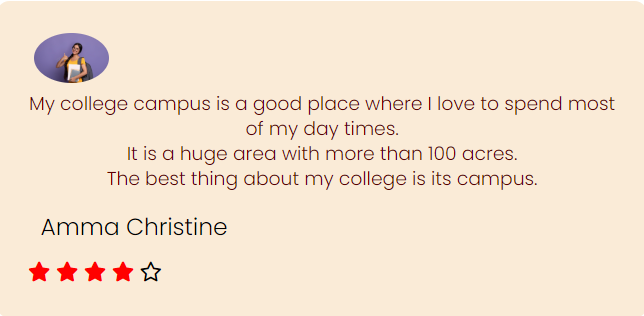 My college campus is a good place where I love to spend most
of my day times.
It is a huge area with more than 100 acres.
The best thing about my college is its campus.
Amma Christine